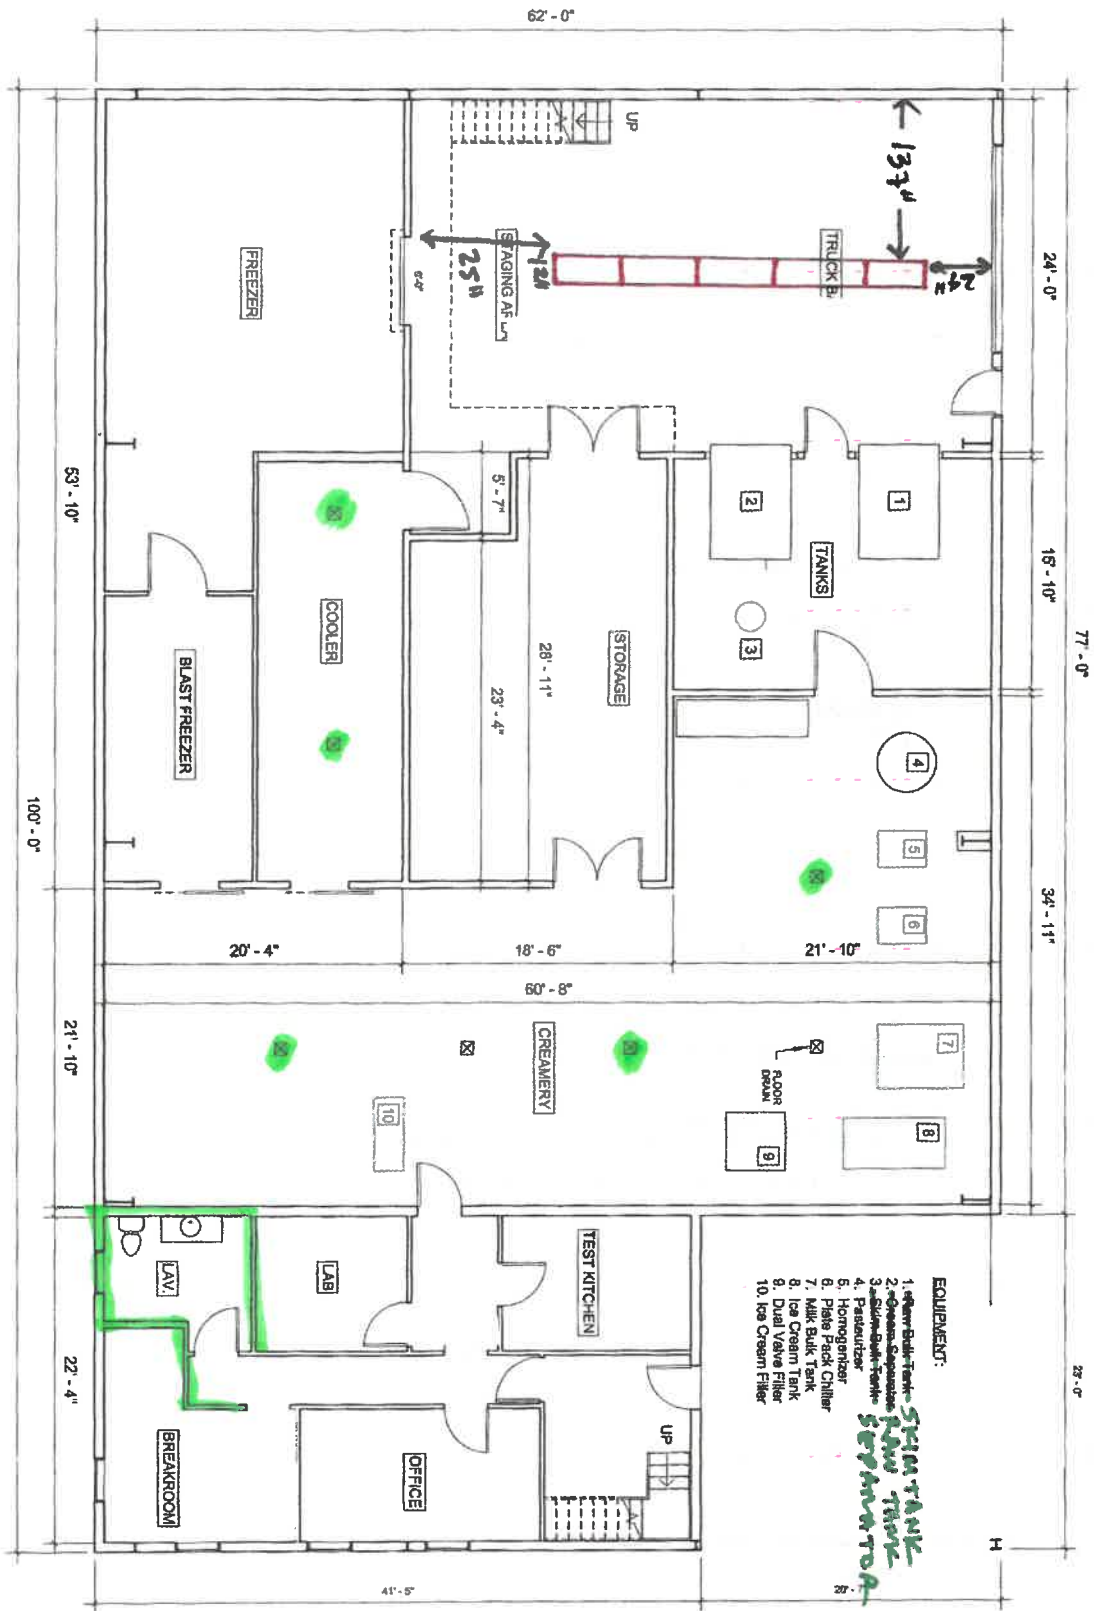 62' - 0"
UP
137"
24"
24' - 0"
TRUCK B
STAGING AREA
12"
25"
6'-0"
FREEZER
77' - 0"
53' - 10"
5' - 7"
1
2
TANKS
15' - 10"
3
COOLER
STORAGE
28' - 11"
23' - 4"
BLAST FREEZER
4
5
6
34' - 11"
100' - 0"
20' - 4"
18' - 6"
21' - 10"
60' - 8"
21' - 10"
CREAMERY
FLOOR
DRAIN
7
8
9
10
LAV.
LAB
TEST KITCHEN
22' - 4"
BREAKROOM
OFFICE
UP
EQUIPMENT:
1. Raw Bulk Tank SKIM TANK
2. Cream Separator RAW TANK
3. Skim Bulk Tank SEPARATOR
4. Pasteurizer
5. Homogenizer
6. Plate Pack Chiller
7. Milk Bulk Tank
8. Ice Cream Tank
9. Dual Valve Filler
10. Ice Cream Filler
23' - 0"
H
41' - 5"